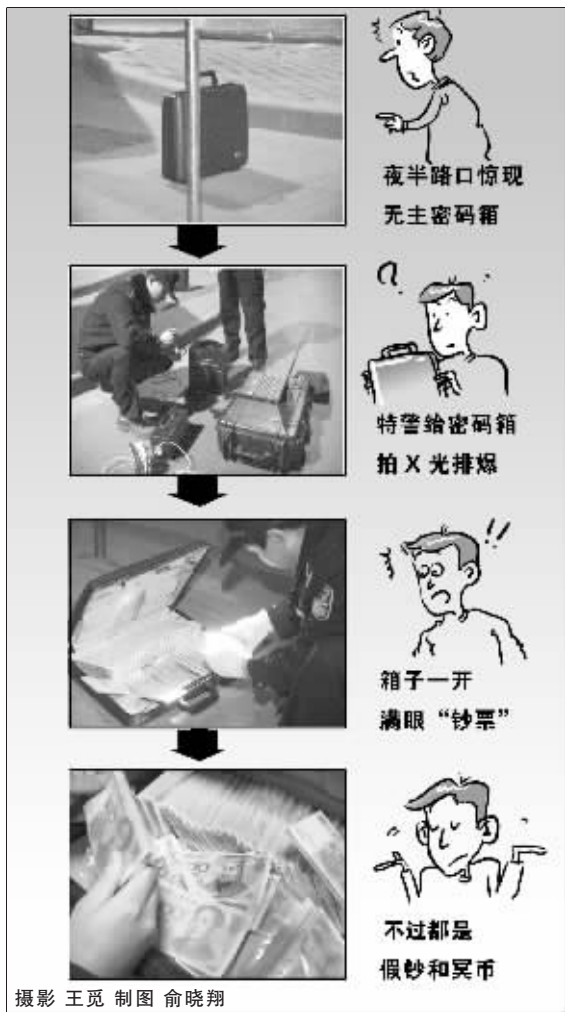 夜半路口惊现
无主密码箱
特警给密码箱
拍 X 光排爆
箱子一开
满眼“钞票”
不过都是
假钞和冥币
摄影 王觅 制图 俞晓翔